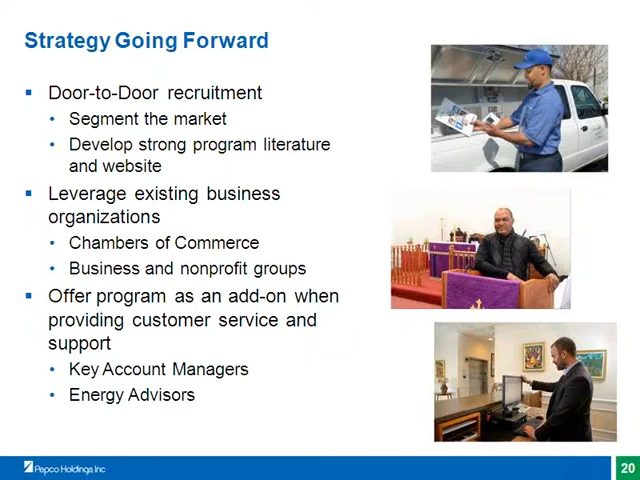 Strategy Going Forward
▪ Door-to-Door recruitment
• Segment the market
• Develop strong program literature
and website
▪ Leverage existing business
organizations
• Chambers of Commerce
• Business and nonprofit groups
▪ Offer program as an add-on when
providing customer service and
support
• Key Account Managers
• Energy Advisors
Pepco Holdings Inc
20